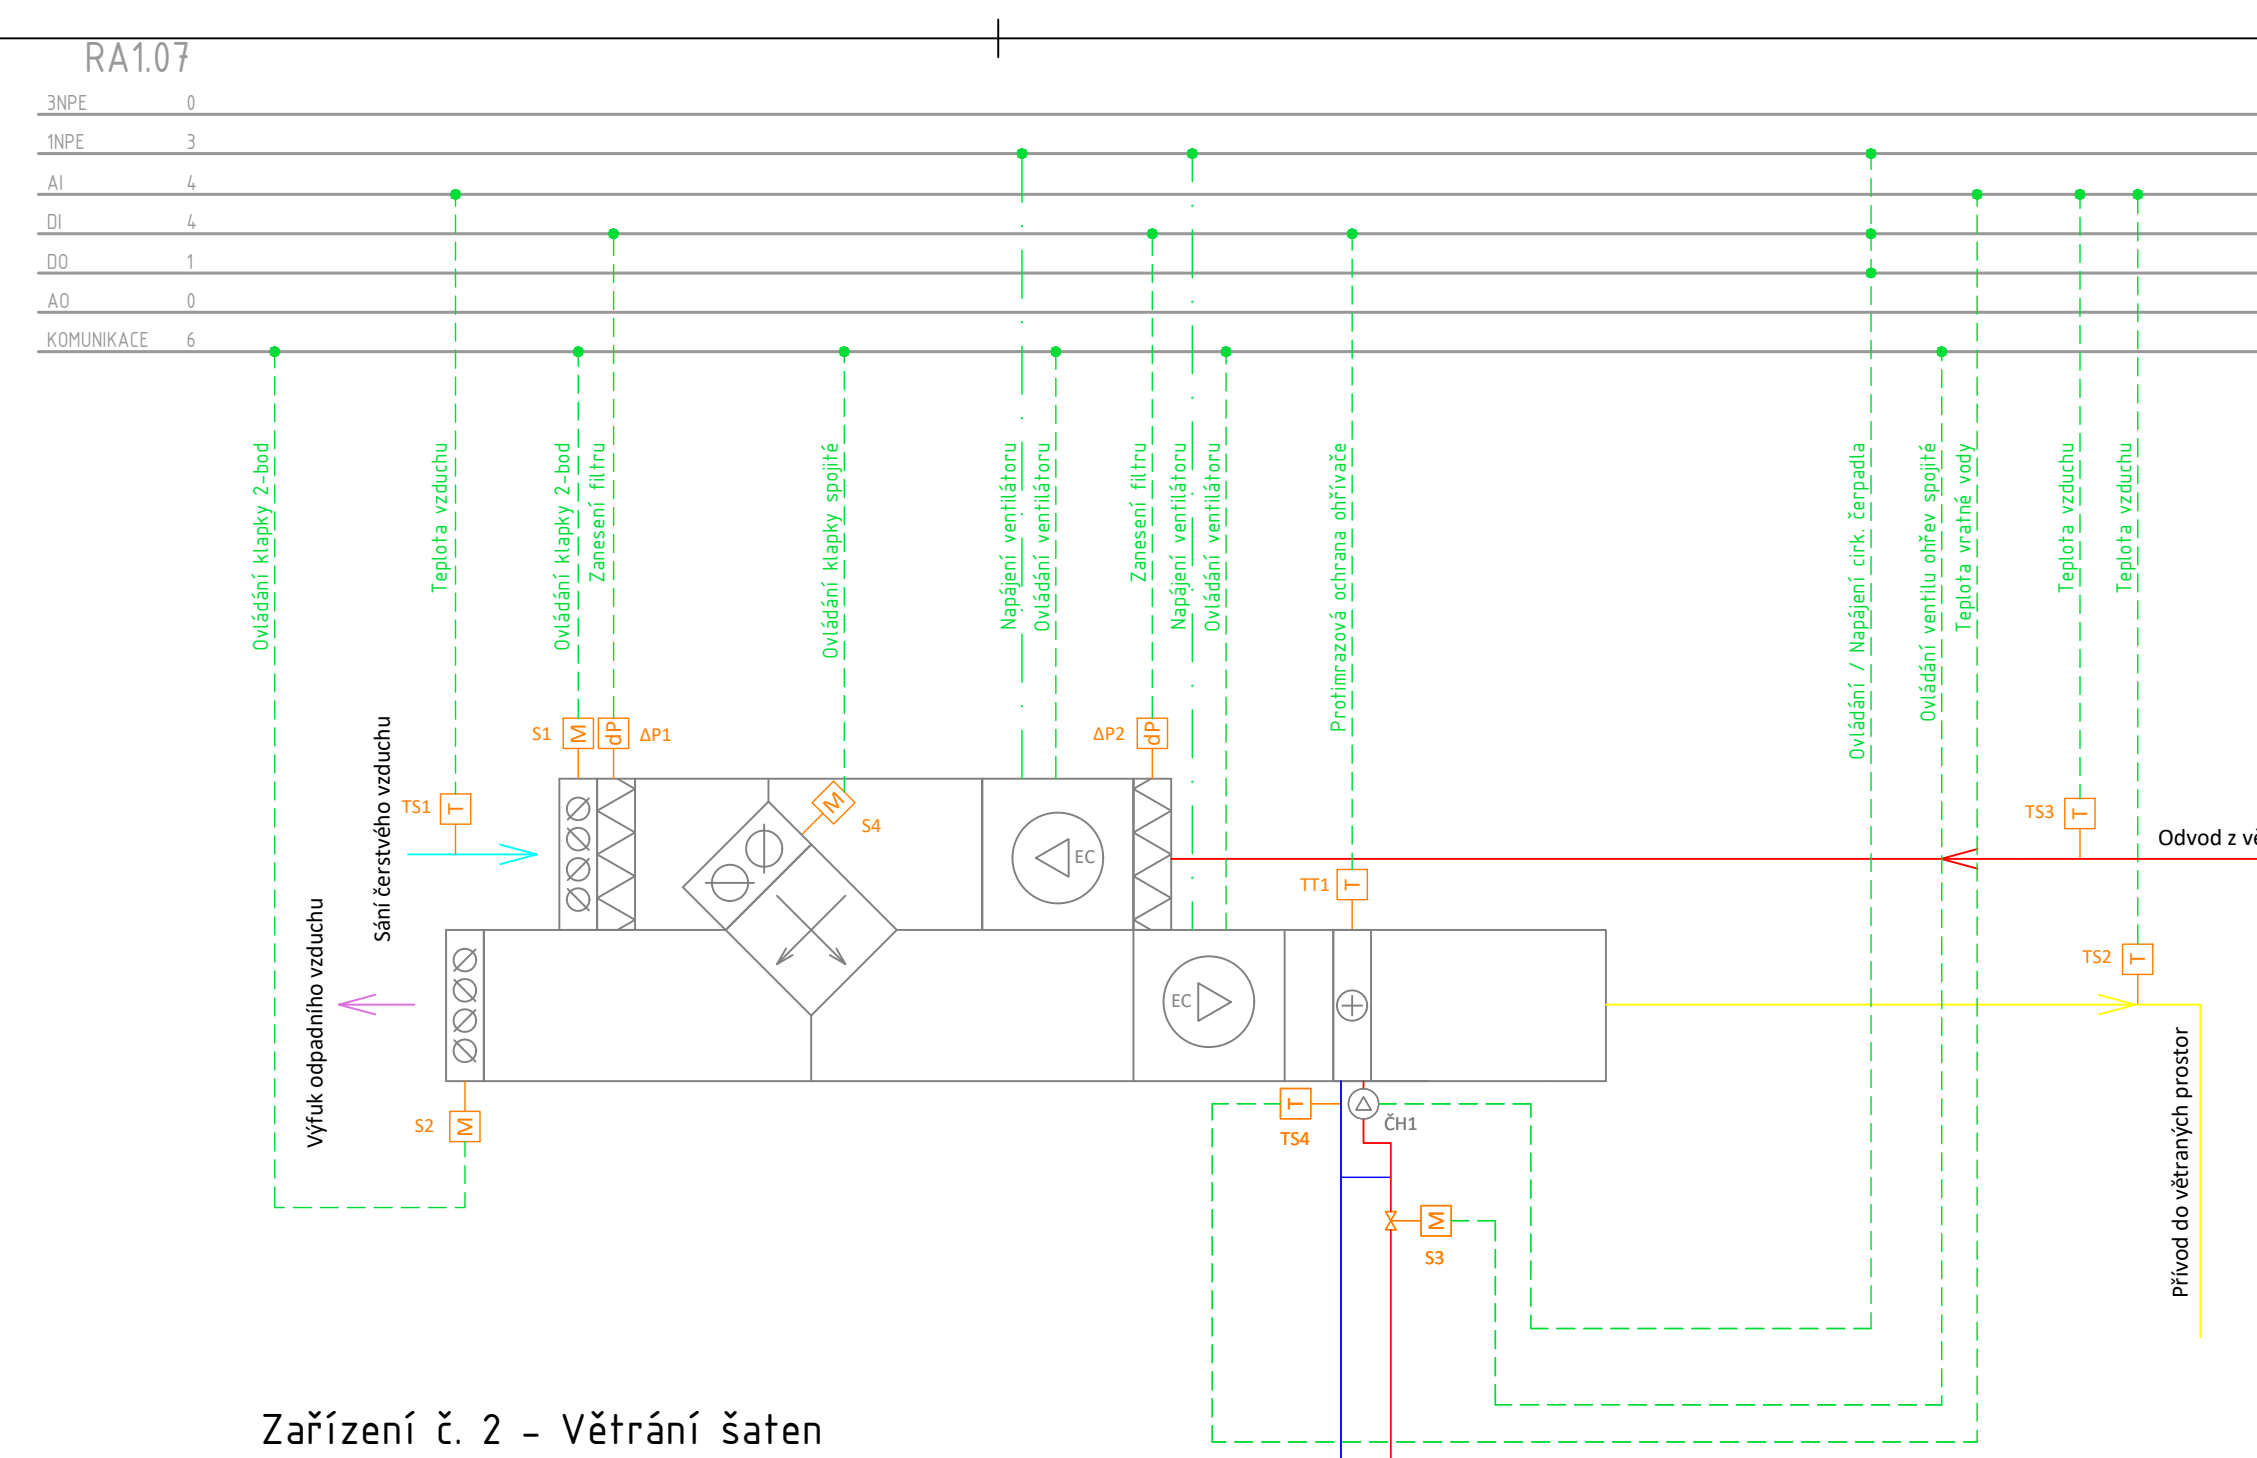 RA1.07
3NPE 0
1NPE 3
AI 4
DI 4
DO 1
AO 0
KOMUNIKACE 6
Ovládání klapky 2-bod
Teplota vzduchu
Ovládání klapky 2-bod
Zanesení filtru
Ovládání klapky spojité
Napájení ventilátoru
Ovládání ventilátoru
Zanesení filtru
Napájení ventilátoru
Ovládání ventilátoru
Protimrazová ochrana ohřívače
Ovládání / Napájení cirk. čerpadla
Ovládání ventilu ohřev spojité
Teplota vratné vody
Teplota vzduchu
Teplota vzduchu
S1 M dP ΔP1
ΔP2 dP
Sání čerstvého vzduchu
TS1 T
M
S4
TS3 T
Odvod z vě
EC
TT1 T
Výfuk odpadního vzduchu
TS2 T
EC
Přívod do větraných prostor
S2 M
T
TS4
ČH1
M
S3
Zařízení č. 2 – Větrání šaten